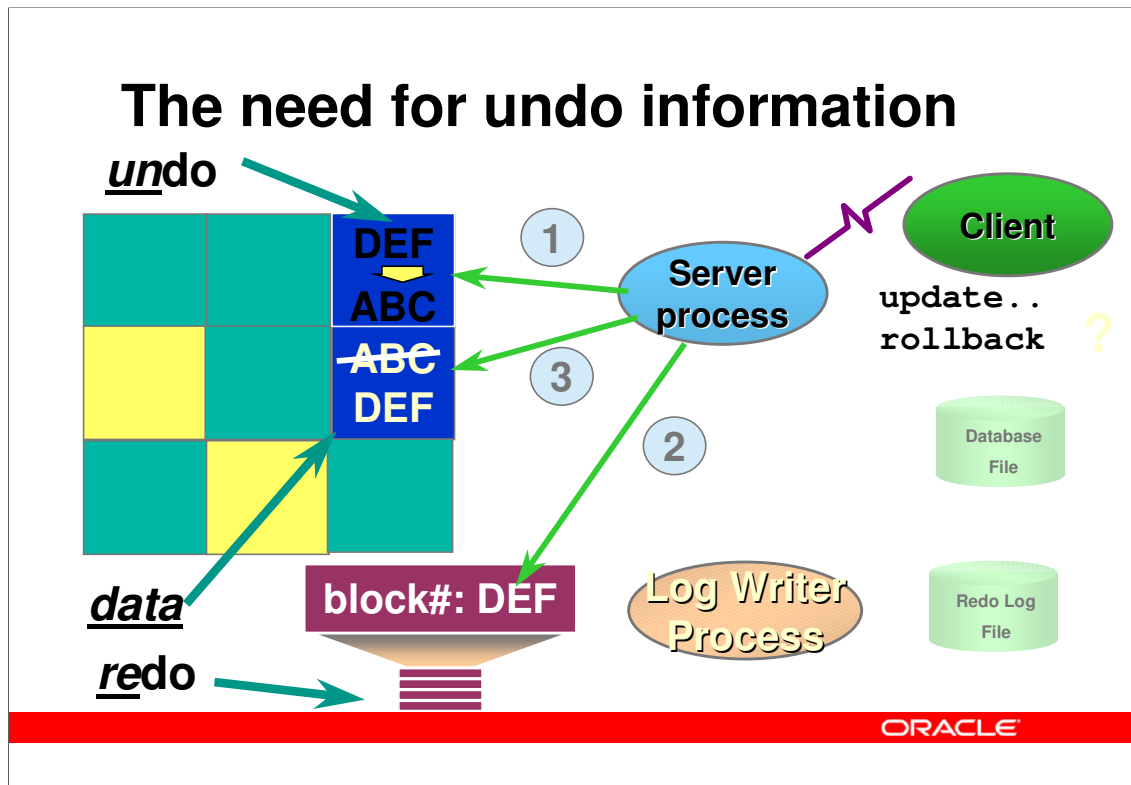 The need for undo information
undo
DEF
ABC
ABC
DEF
1
3
2
Server
process
Client
update..
rollback
?
Database
File
data
block#: DEF
Log Writer
Process
Redo Log
File
redo
ORACLE